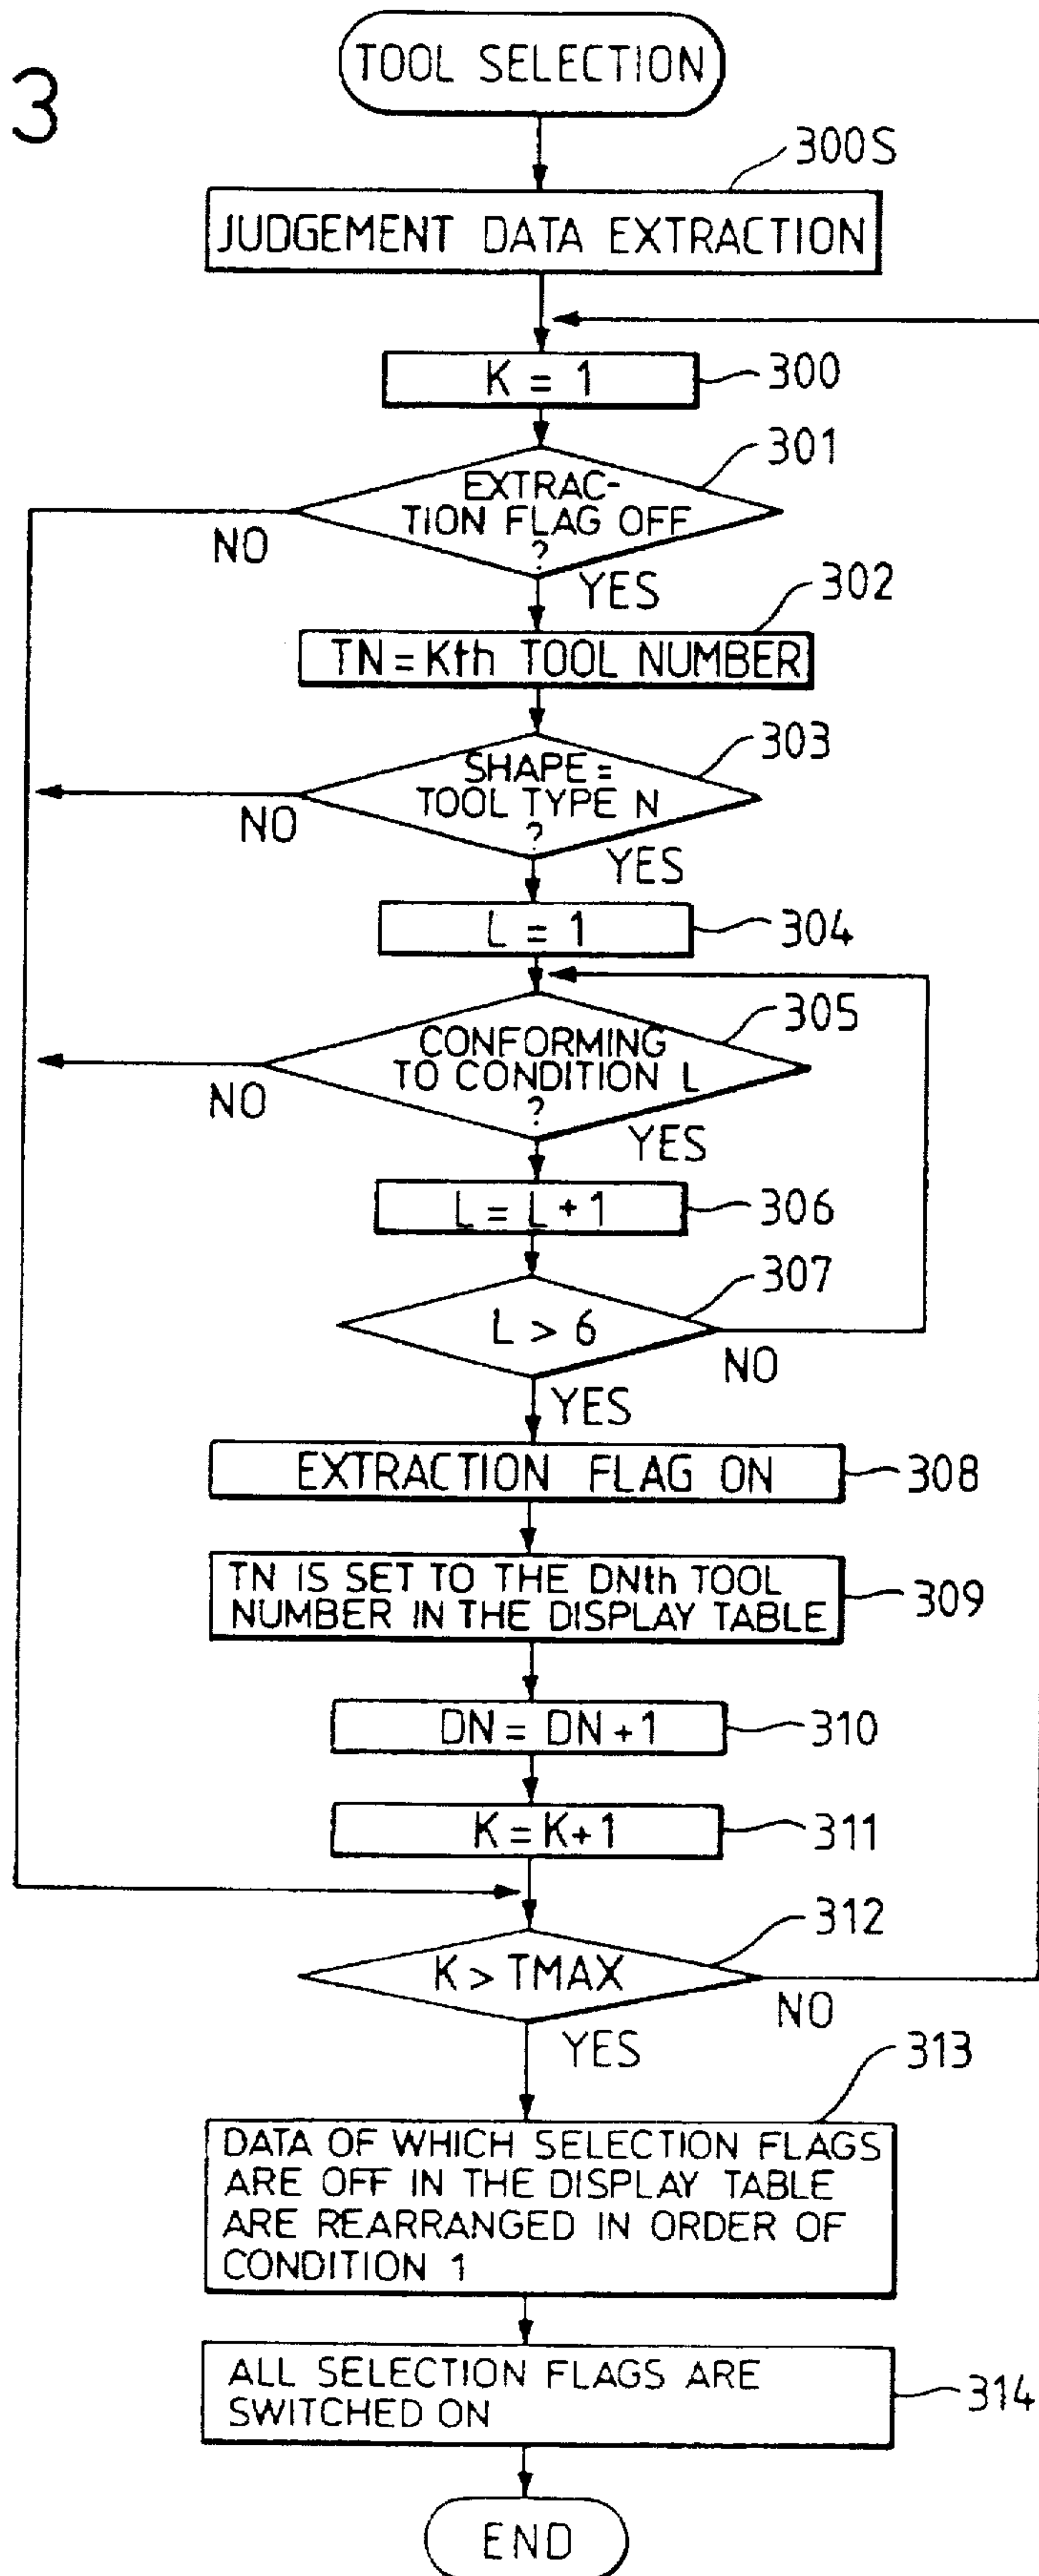 3
TOOL SELECTION
300S
JUDGEMENT DATA EXTRACTION
K = 1
300
301
EXTRAC-
TION FLAG OFF
?
NO
YES
302
TN = Kth TOOL NUMBER
303
SHAPE =
TOOL TYPE N
?
NO
YES
L = 1
304
305
CONFORMING
TO CONDITION L
?
NO
YES
L = L + 1
306
307
L > 6
NO
YES
EXTRACTION FLAG ON
308
TN IS SET TO THE DNth TOOL
NUMBER IN THE DISPLAY TABLE
309
DN = DN + 1
310
K = K + 1
311
312
K > TMAX
NO
YES
313
DATA OF WHICH SELECTION FLAGS
ARE OFF IN THE DISPLAY TABLE
ARE REARRANGED IN ORDER OF
CONDITION 1
ALL SELECTION FLAGS ARE
SWITCHED ON
314
END